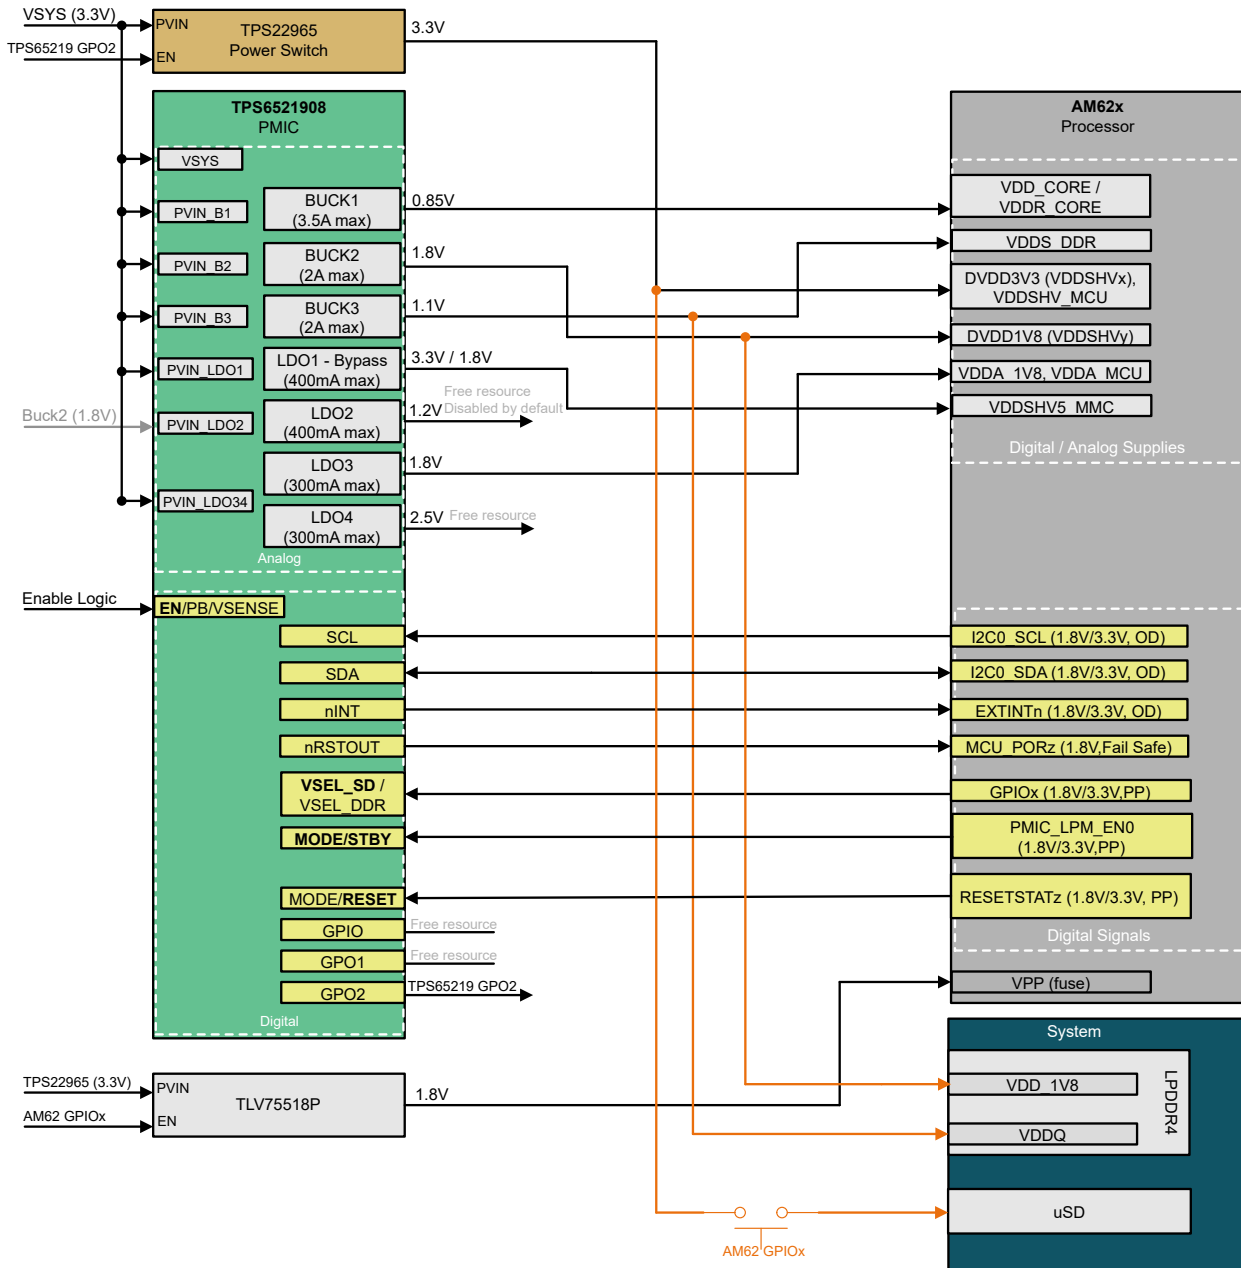 VSYS (3.3V)
TPS65219 GPO2
PVIN
EN
TPS22965
Power Switch
3.3V
TPS6521908
PMIC
VSYS
PVIN_B1
PVIN_B2
PVIN_B3
PVIN_LDO1
Buck2 (1.8V)
PVIN_LDO2
PVIN_LDO34
BUCK1
(3.5A max)
0.85V
BUCK2
(2A max)
1.8V
BUCK3
(2A max)
1.1V
LDO1 - Bypass
(400mA max)
3.3V / 1.8V
LDO2
(400mA max)
1.2V
Free resource
Disabled by default
LDO3
(300mA max)
1.8V
LDO4
(300mA max)
2.5V
Free resource
Analog
Enable Logic
EN/PB/VSENSE
SCL
SDA
nINT
nRSTOUT
VSEL_SD /
VSEL_DDR
MODE/STBY
MODE/RESET
GPIO
Free resource
GPO1
Free resource
GPO2
TPS65219 GPO2
Digital
AM62x
Processor
VDD_CORE /
VDDR_CORE
VDDS_DDR
DVDD3V3 (VDDSHVx),
VDDSHV_MCU
DVDD1V8 (VDDSHVy)
VDDA_1V8, VDDA_MCU
VDDSHV5_MMC
Digital / Analog Supplies
I2C0_SCL (1.8V/3.3V, OD)
I2C0_SDA (1.8V/3.3V, OD)
EXTINTn (1.8V/3.3V, OD)
MCU_PORz (1.8V,Fail Safe)
GPIOx (1.8V/3.3V,PP)
PMIC_LPM_EN0
(1.8V/3.3V,PP)
RESETSTATz (1.8V/3.3V, PP)
Digital Signals
VPP (fuse)
TPS22965 (3.3V)
AM62 GPIOx
PVIN
EN
TLV75518P
1.8V
System
VDD_1V8
VDDQ
LPDDR4
uSD
AM62 GPIOx